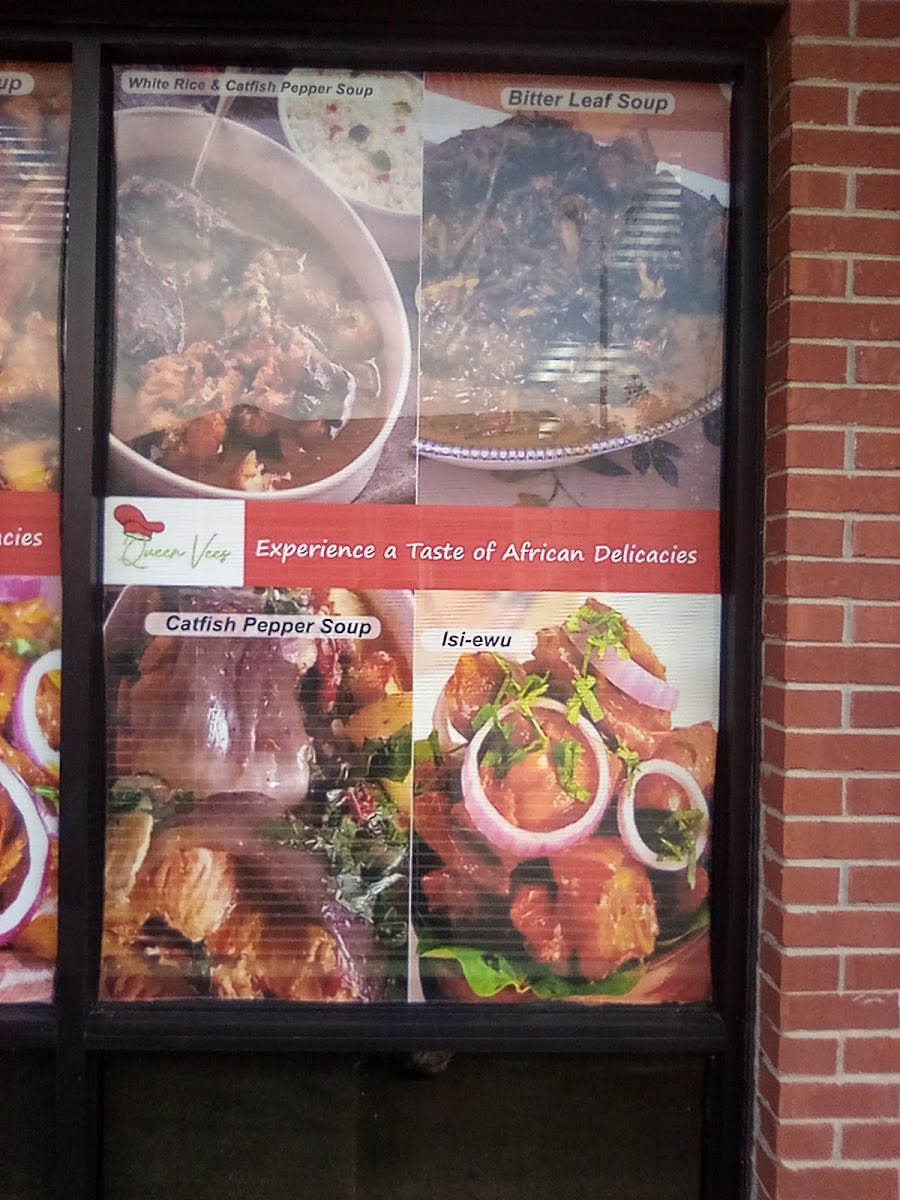 up
White Rice & Catfish Pepper Soup
Bitter Leaf Soup
cies
Queen Vees
Experience a Taste of African Delicacies
Catfish Pepper Soup
Isi-ewu